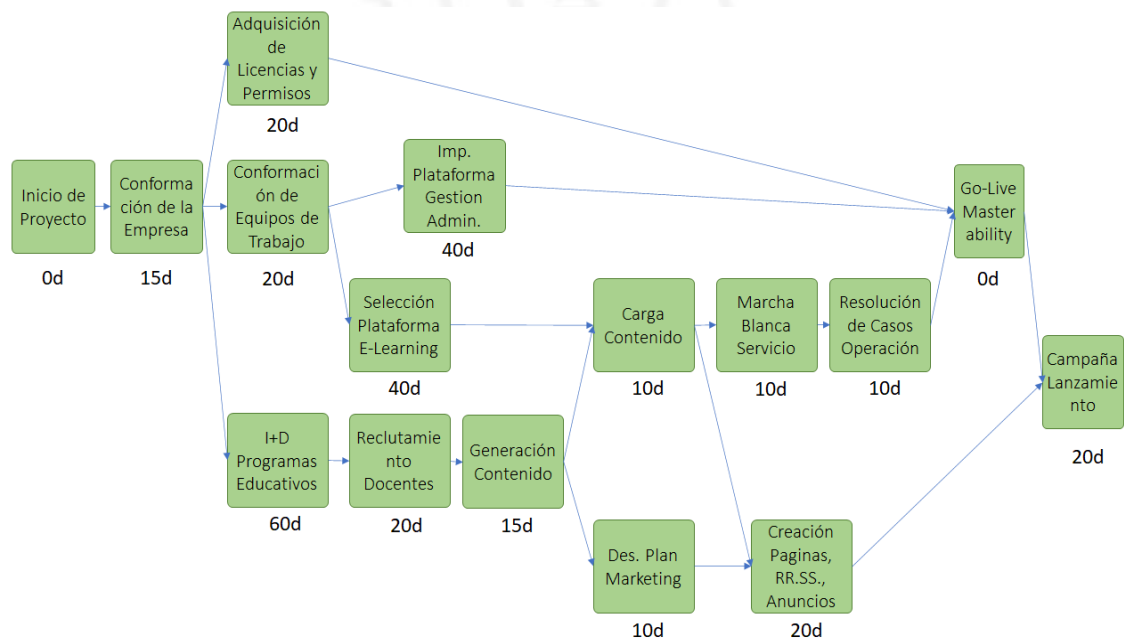 Adquisición
de
Licencias y
Permisos
20d
Inicio de
Proyecto
0d
Conforma
ción de la
Empresa
15d
Conformaci
ón de
Equipos de
Trabajo
20d
Imp.
Plataforma
Gestion
Admin.
40d
Go-Live
Master
ability
0d
Selección
Plataforma
E-Learning
40d
Carga
Contenido
10d
Marcha
Blanca
Servicio
10d
Resolución
de Casos
Operación
10d
Campaña
Lanzamie
nto
20d
I+D
Programas
Educativos
60d
Reclutamie
nto
Docentes
20d
Generación
Contenido
15d
Des. Plan
Marketing
10d
Creación
Paginas,
RR.SS.,
Anuncios
20d